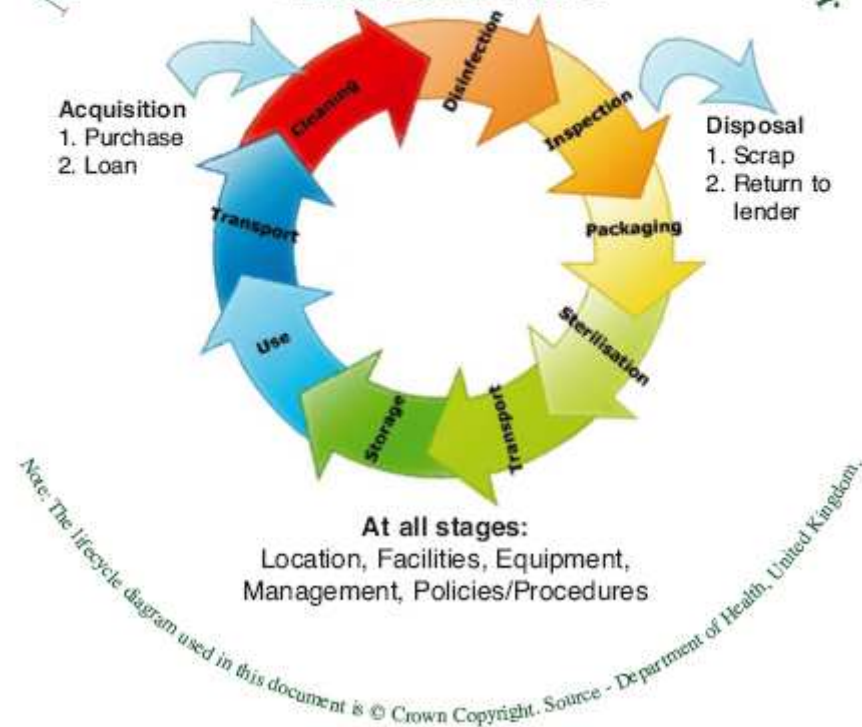 Acquisition
1. Purchase
2. Loan
Cleaning
Disinfection
Inspection
Disposal
1. Scrap
2. Return to
lender
Packaging
Sterilisation
Transport
Storage
Use
Transport
At all stages:
Location, Facilities, Equipment,
Management, Policies/Procedures
Note: The lifecycle diagram used in this document is © Crown Copyright. Source - Department of Health, United Kingdom.